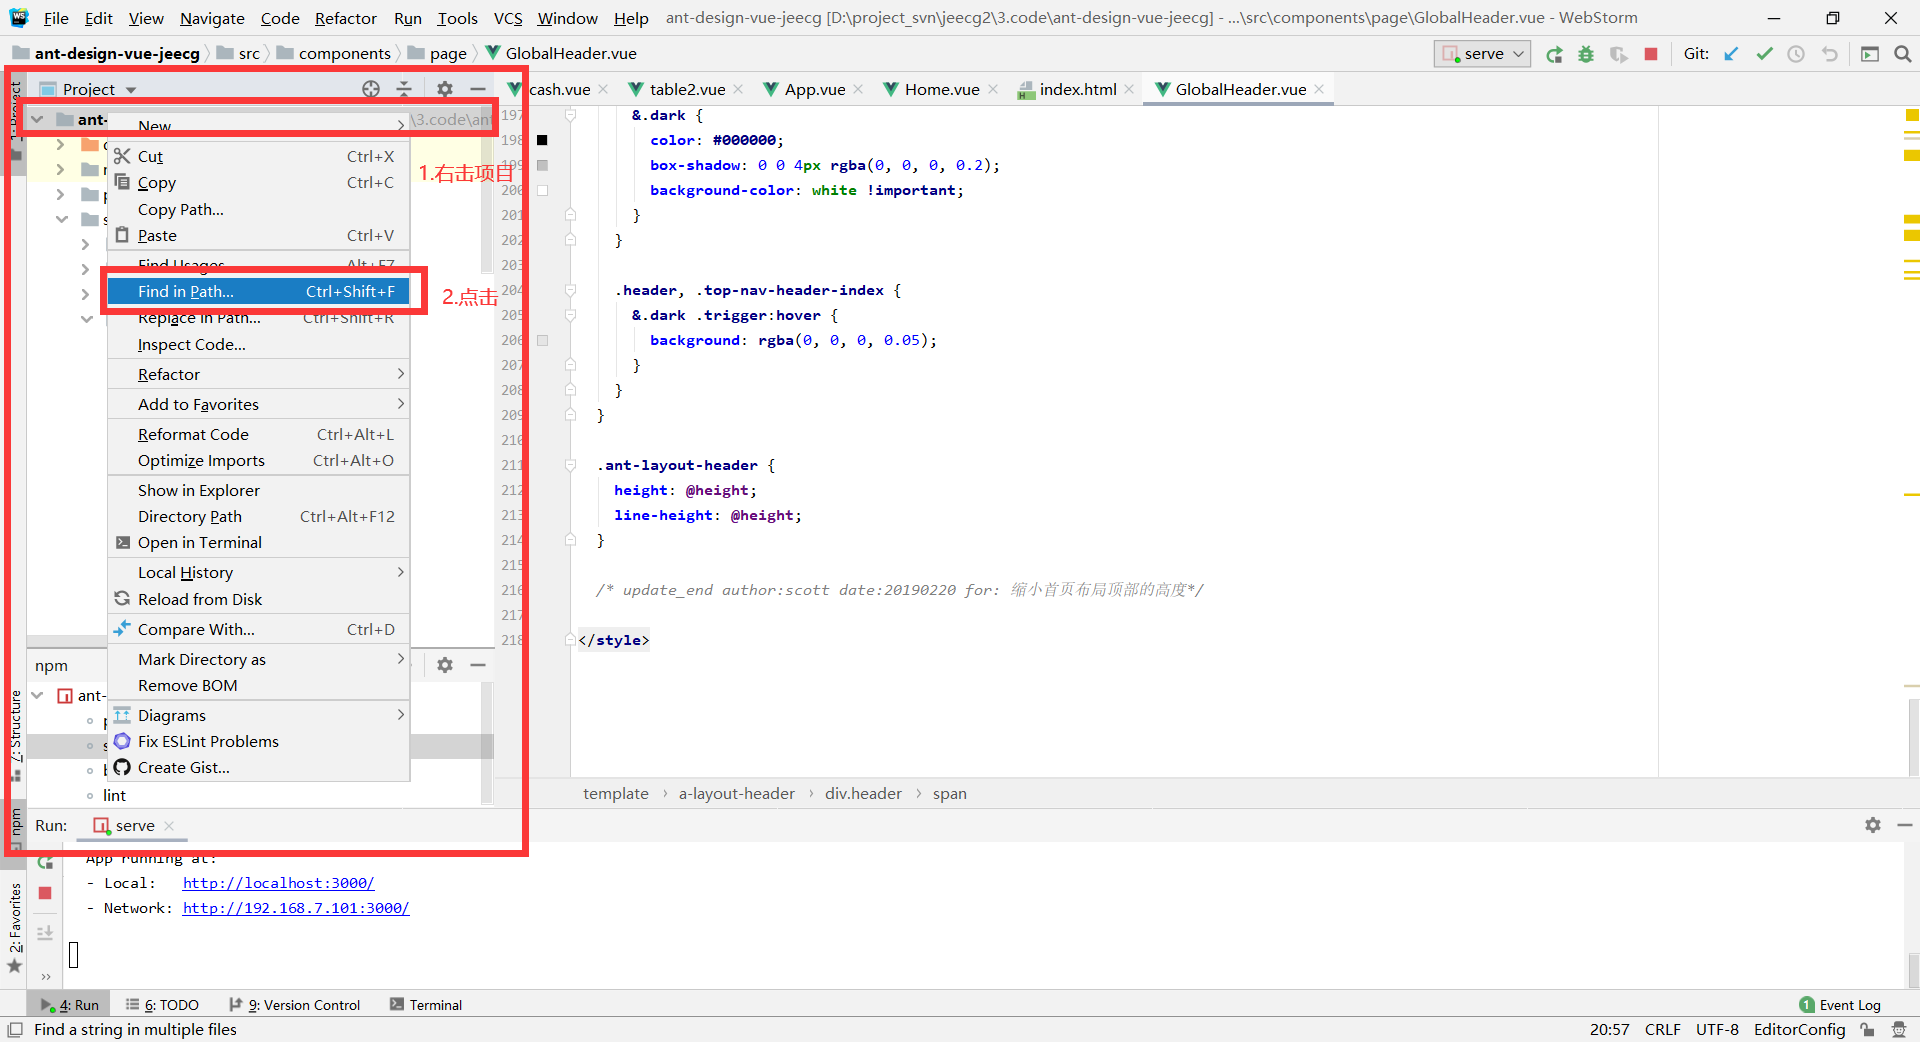 File Edit View Navigate Code Refactor Run Tools VCS Window Help ant-design-vue-jeecg [D:\project_svn\jeecg2\3.code\ant-design-vue-jeecg] - ...\src\components\page\GlobalHeader.vue - WebStorm
ant-design-vue-jeecg src components page GlobalHeader.vue serve Git:
Project
cash.vue table2.vue App.vue Home.vue index.html GlobalHeader.vue
ant- \3.code\ant
New
Cut Ctrl+X
1.右击项目
Copy Ctrl+C
Copy Path...
Paste Ctrl+V
Find Usages Alt+F7
Find in Path... Ctrl+Shift+F
2.点击
Replace in Path... Ctrl+Shift+R
Inspect Code...
Refactor
Add to Favorites
Reformat Code Ctrl+Alt+L
Optimize Imports Ctrl+Alt+O
Show in Explorer
Directory Path Ctrl+Alt+F12
Open in Terminal
Local History
Reload from Disk
Compare With... Ctrl+D
Mark Directory as
Remove BOM
Diagrams
Fix ESLint Problems
Create Gist...
npm
ant-
lint
7: Structure
npm
2: Favorites
197 &.dark {
198 color: #000000;
199 box-shadow: 0 0 4px rgba(0, 0, 0, 0.2);
200 background-color: white !important;
201 }
202 }
203
204 .header, .top-nav-header-index {
205 &.dark .trigger:hover {
206 background: rgba(0, 0, 0, 0.05);
207 }
208 }
209 }
210
211 .ant-layout-header {
212 height: @height;
213 line-height: @height;
214 }
215
216 /* update_end author:scott date:20190220 for: 缩小首页布局顶部的高度*/
217
218 </style>
template › a-layout-header › div.header › span
Run: serve
App running at:
- Local: http://localhost:3000/
- Network: http://192.168.7.101:3000/
4: Run 6: TODO 9: Version Control Terminal 1 Event Log
Find a string in multiple files 20:57 CRLF UTF-8 EditorConfig